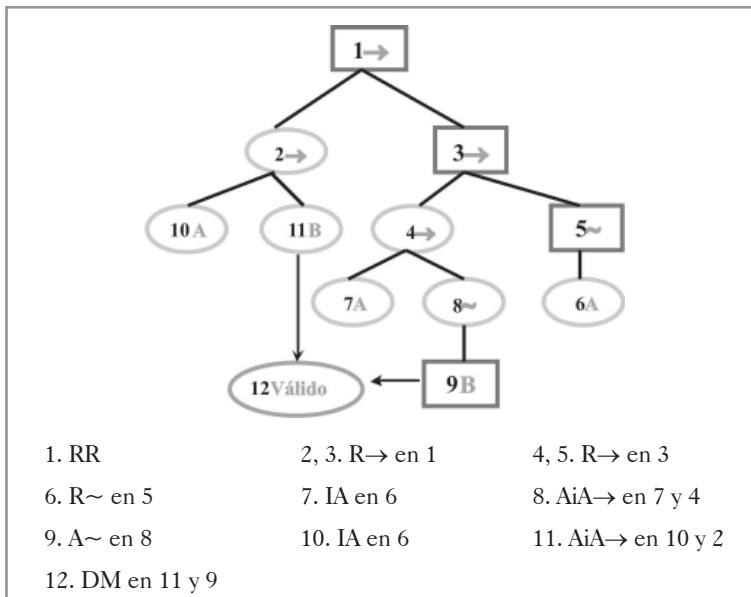 1→
2→ 3→
10A 11B 4→ 5~
7A 8~ 6A
12Válido 9B
1. RR 2, 3. R→ en 1 4, 5. R→ en 3
6. R~ en 5 7. IA en 6 8. AiA→ en 7 y 4
9. A~ en 8 10. IA en 6 11. AiA→ en 10 y 2
12. DM en 11 y 9